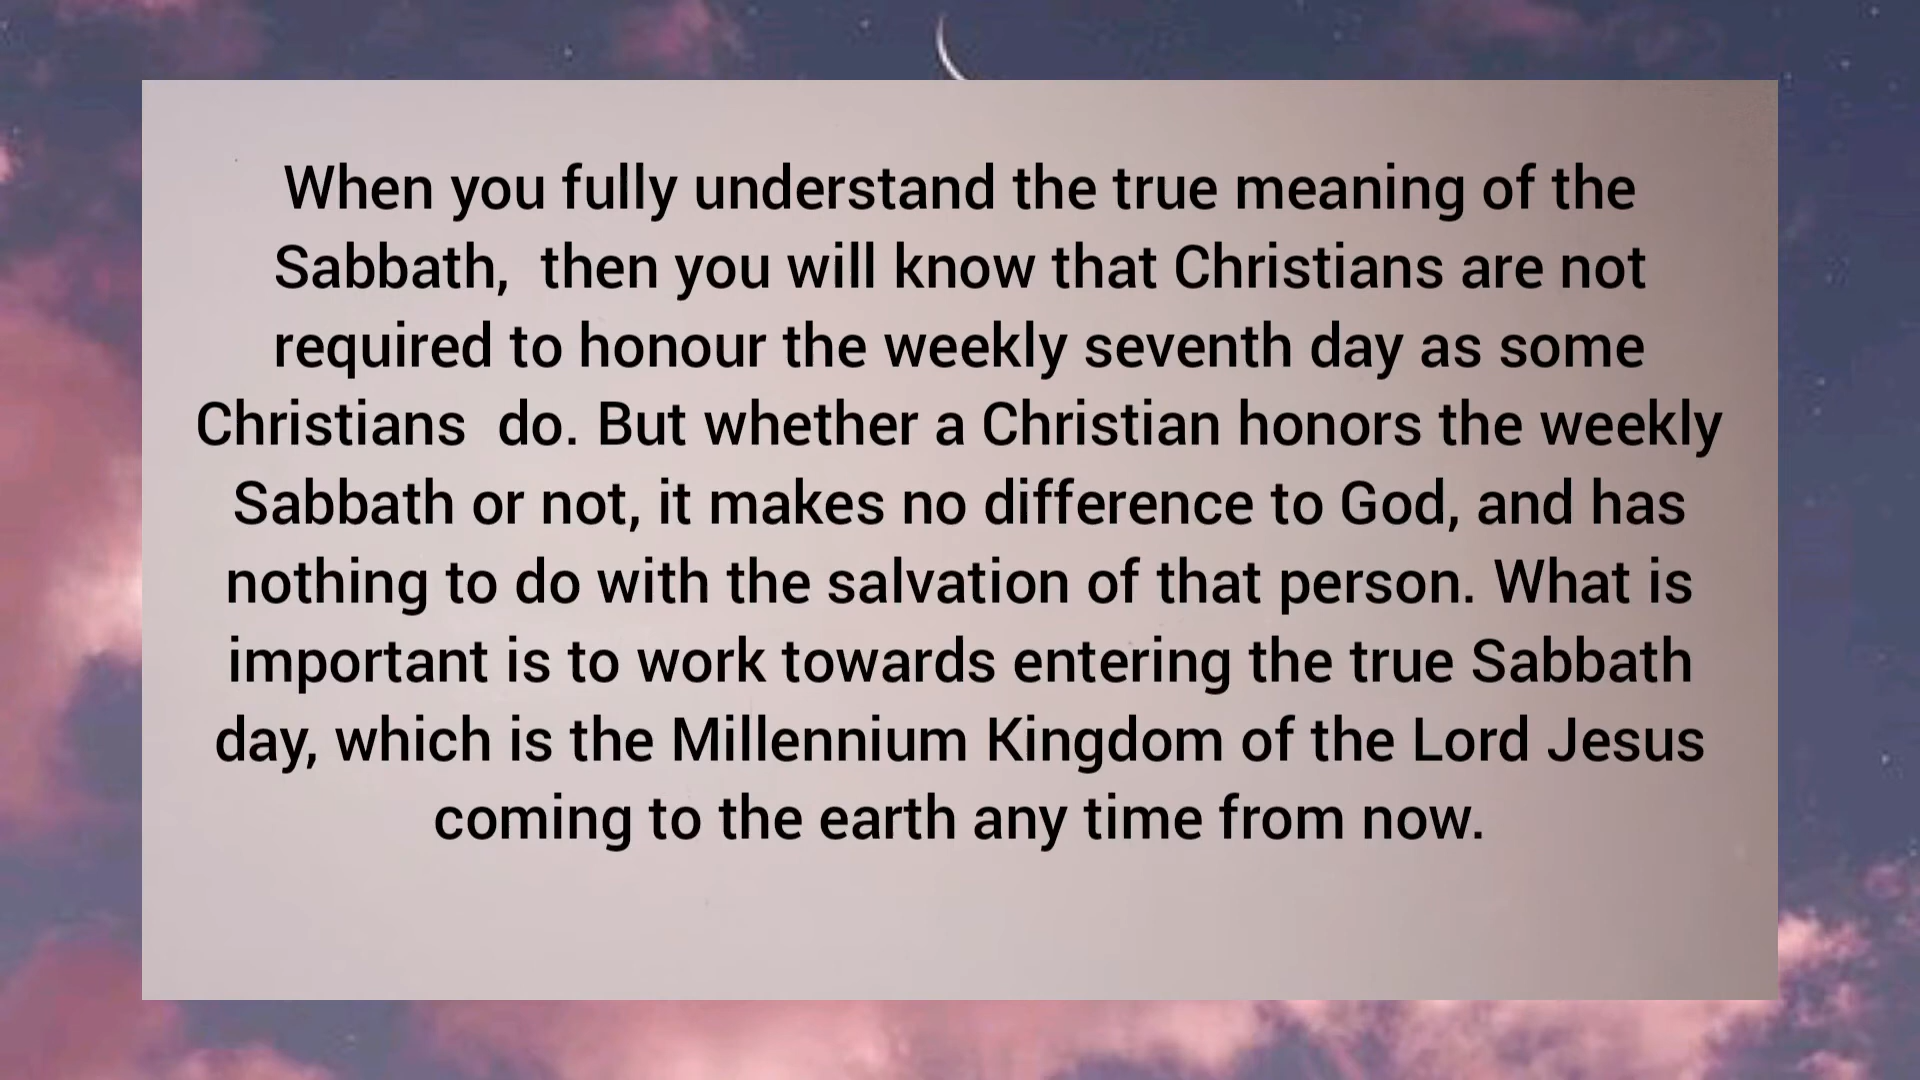 When you fully understand the true meaning of the
Sabbath,  then you will know that Christians are not
required to honour the weekly seventh day as some
Christians  do. But whether a Christian honors the weekly
Sabbath or not, it makes no difference to God, and has
nothing to do with the salvation of that person. What is
important is to work towards entering the true Sabbath
day, which is the Millennium Kingdom of the Lord Jesus
coming to the earth any time from now.